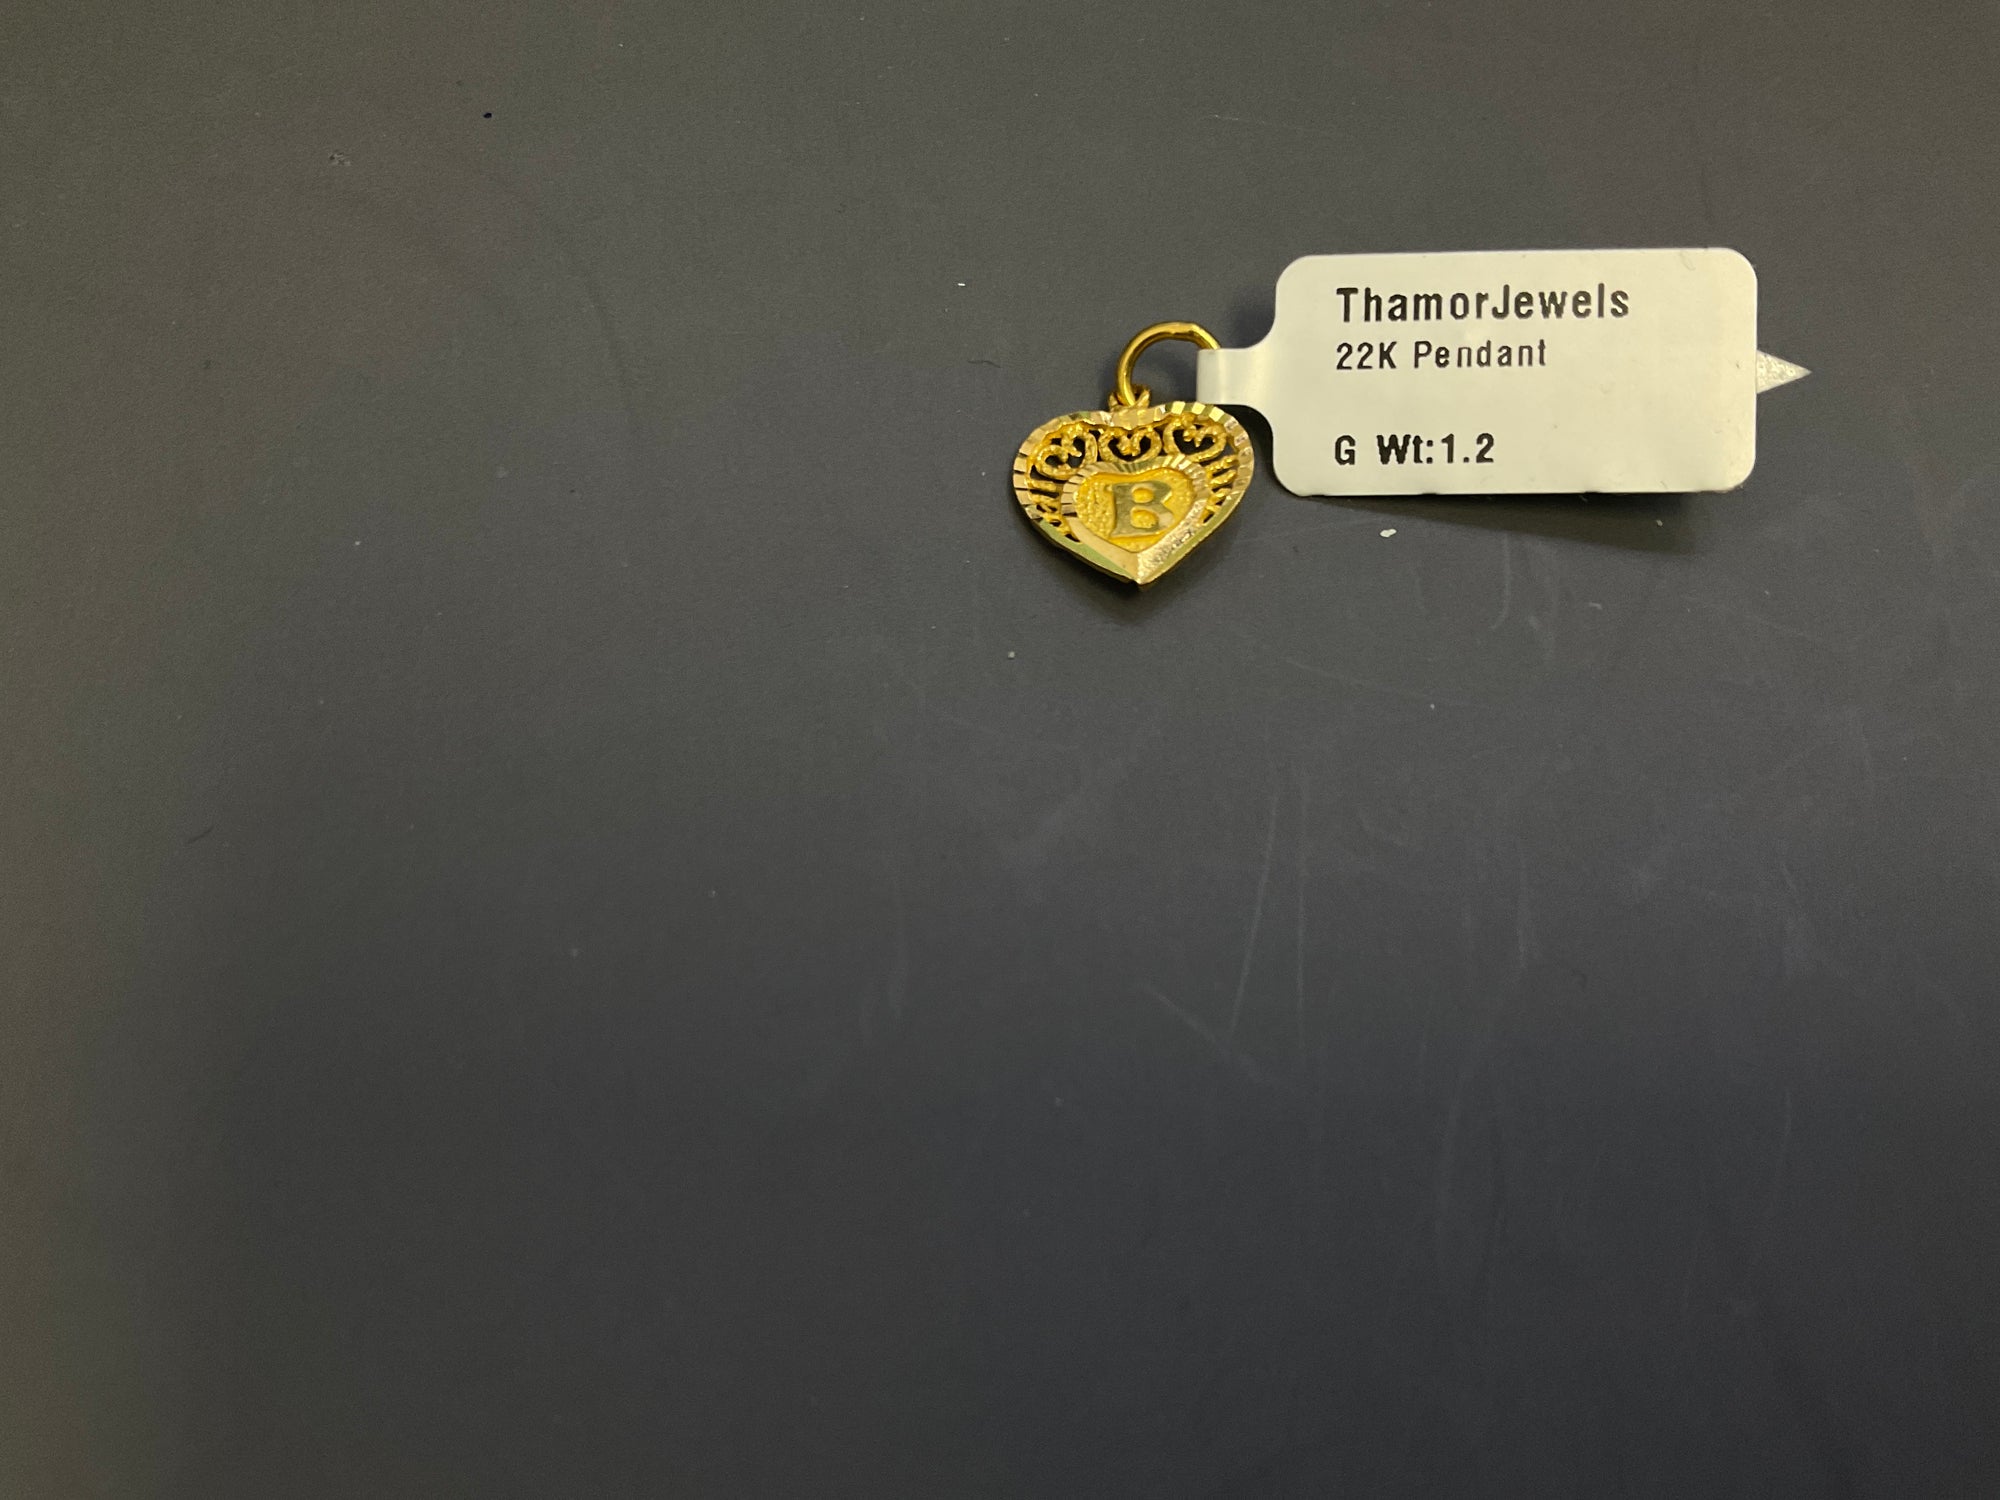 B
ThamorJewels
22K Pendant
G Wt:1.2